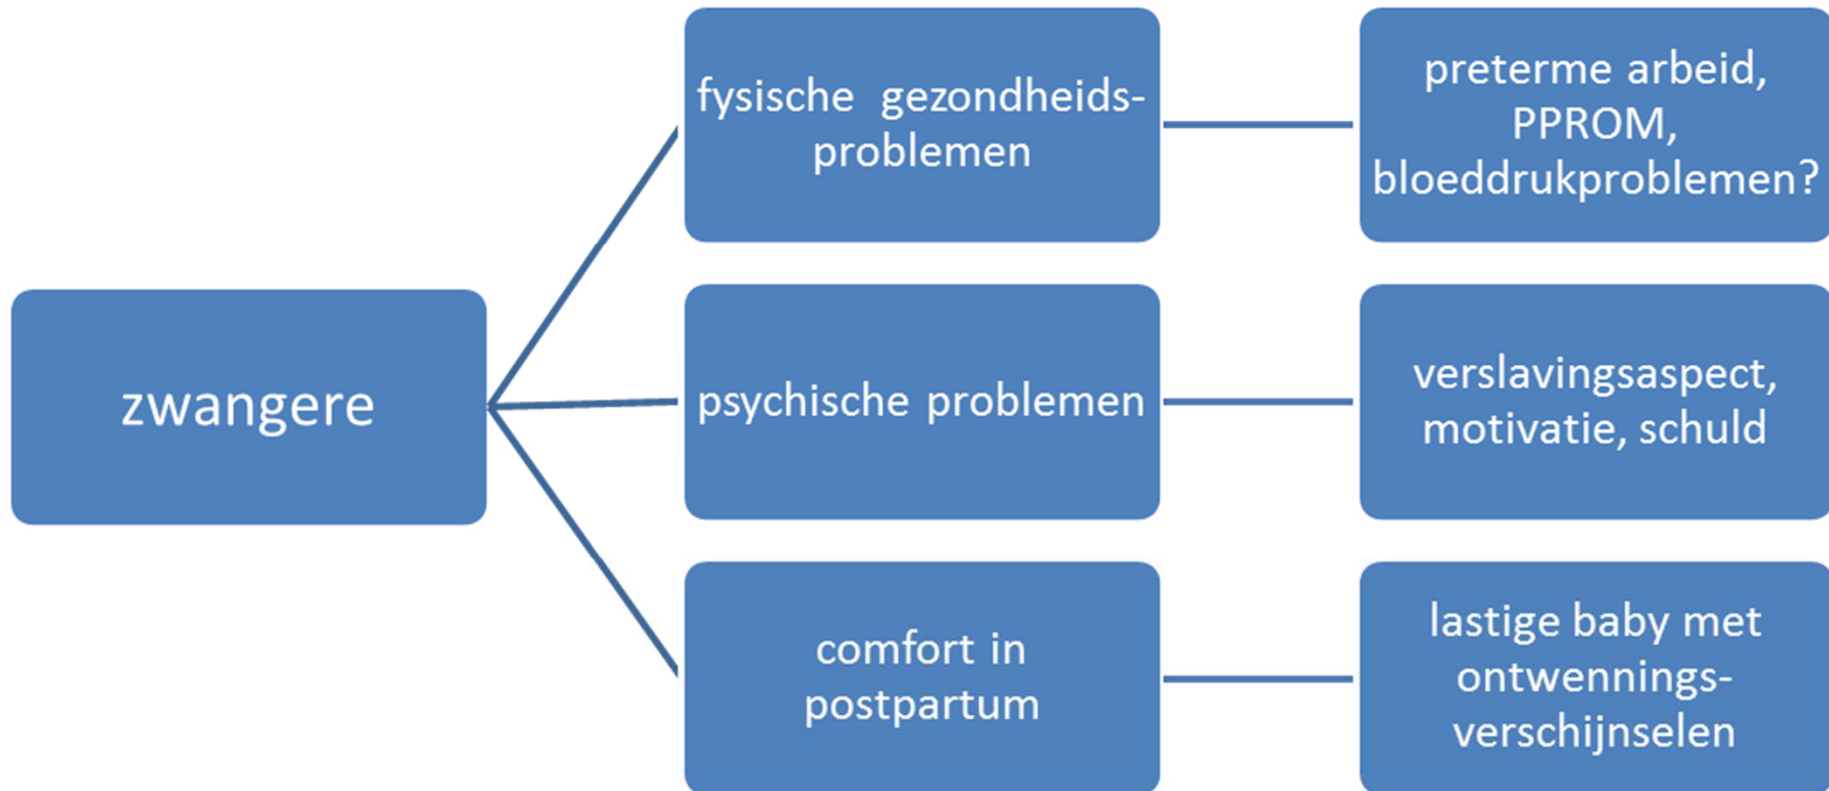 zwangere
fysische gezondheids-
problemen
preterme arbeid,
PPROM,
bloeddrukproblemen?
psychische problemen
verslavingsaspect,
motivatie, schuld
comfort in
postpartum
lastige baby met
ontwennings-
verschijnselen